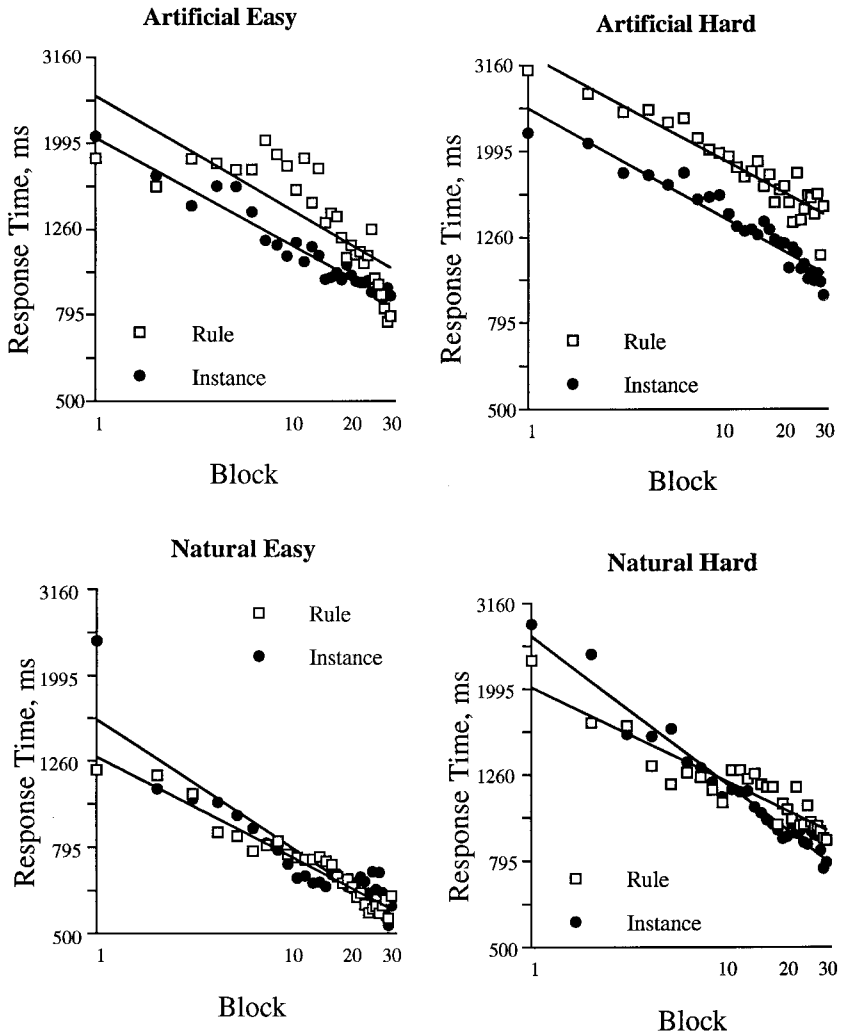 Artificial Easy
3160
1995
1260
795
500
Response Time, ms
Rule
Instance
1
10
20
30
Block
Artificial Hard
3160
1995
1260
795
500
Response Time, ms
Rule
Instance
1
10
20
30
Block
Natural Easy
3160
1995
1260
795
500
Response Time, ms
Rule
Instance
1
10
20
30
Block
Natural Hard
3160
1995
1260
795
500
Response Time, ms
Rule
Instance
1
10
20
30
Block